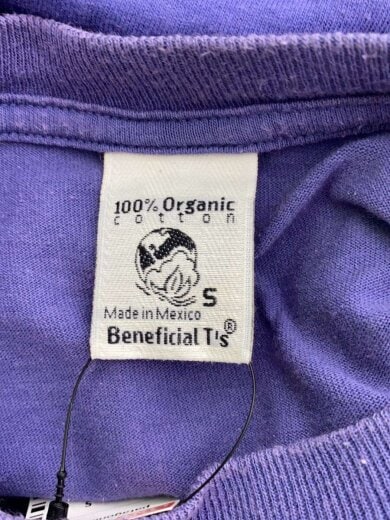 100% Organic
cotton
S
Made in Mexico
Beneficial T's®